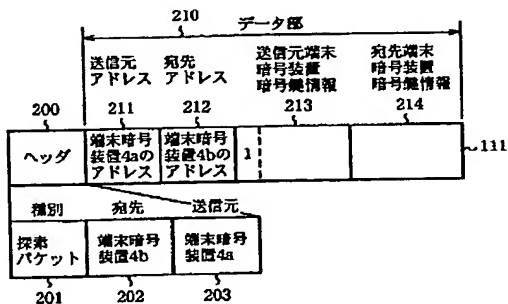 210
データ部
送信元 宛先 送信元端末 宛先端末
アドレス アドレス 暗号装置 暗号装置
暗号鍵情報 暗号鍵情報
200 211 212 213 214
ヘッダ 端末暗号 端末暗号 1
装置4aの 装置4bの
アドレス アドレス
111
種別 宛先 送信元
探索 端末暗号 端末暗号
パケット 装置4b 装置4a
201 202 203